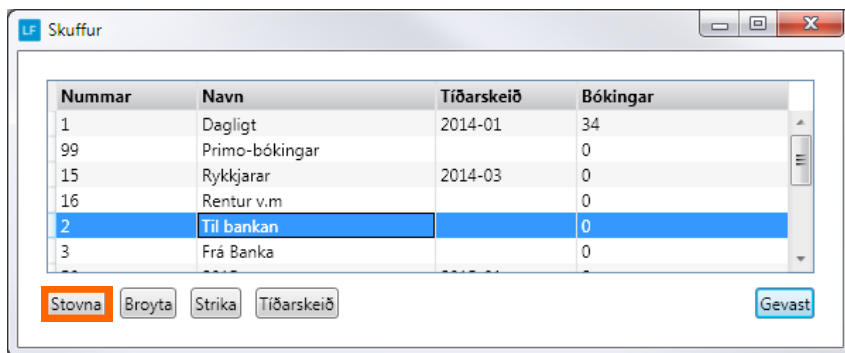 LF Skuffur
Nummar Navn Tíðarskeið Bókingar
1 Dagligt 2014-01 34
99 Primo-bókingar 0
15 Rykkjarar 2014-03 0
16 Rentur v.m 0
2 Til bankan 0
3 Frá Banka 0
Stovna Broyta Strika Tíðarskeið Gevast